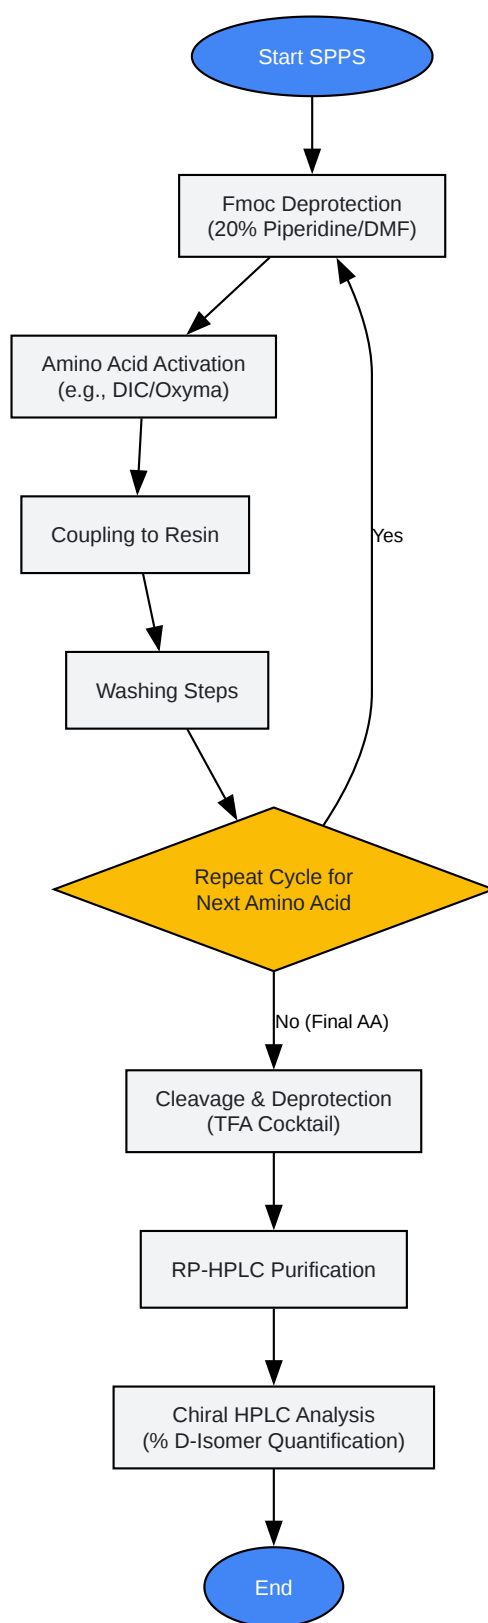 Start SPPS
Fmoc Deprotection
(20% Piperidine/DMF)
Amino Acid Activation
(e.g., DIC/Oxyma)
Coupling to Resin
Yes
Washing Steps
Repeat Cycle for
Next Amino Acid
No (Final AA)
Cleavage & Deprotection
(TFA Cocktail)
RP-HPLC Purification
Chiral HPLC Analysis
(% D-Isomer Quantification)
End